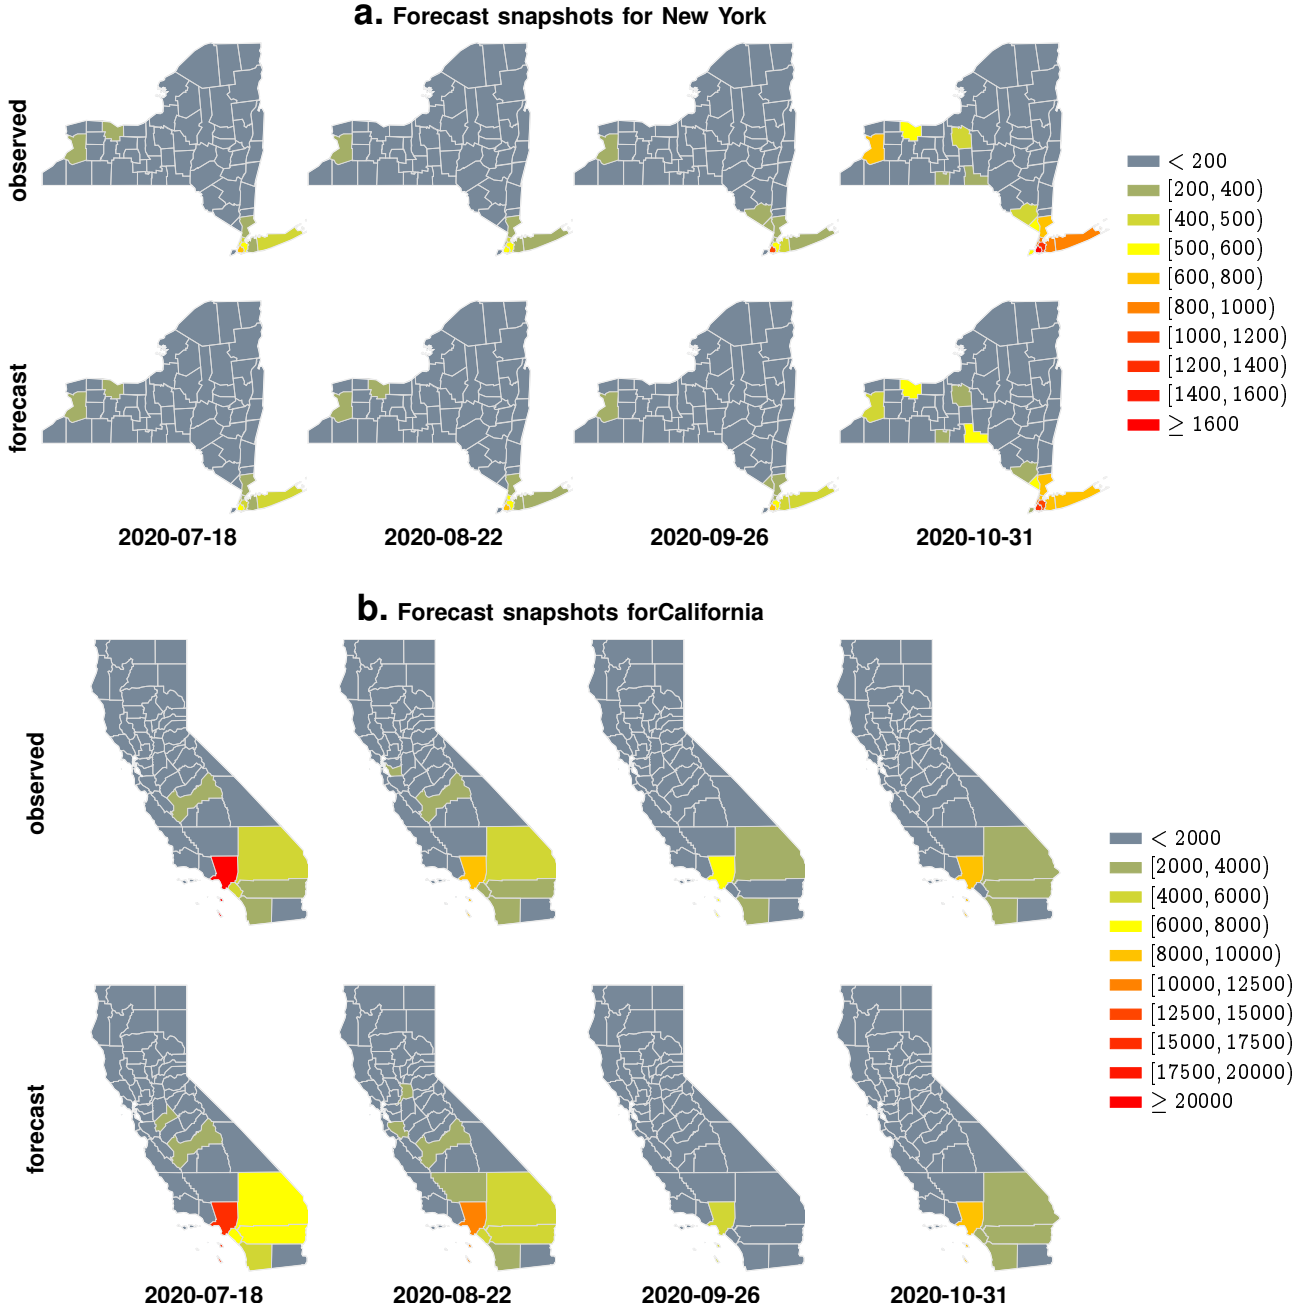 a. Forecast snapshots for New York
observed
< 200
[200, 400)
[400, 500)
[500, 600)
[600, 800)
[800, 1000)
[1000, 1200)
[1200, 1400)
[1400, 1600)
≥ 1600
forecast
2020-07-18 2020-08-22 2020-09-26 2020-10-31
b. Forecast snapshots forCalifornia
observed
< 2000
[2000, 4000)
[4000, 6000)
[6000, 8000)
[8000, 10000)
[10000, 12500)
[12500, 15000)
[15000, 17500)
[17500, 20000)
≥ 20000
forecast
2020-07-18 2020-08-22 2020-09-26 2020-10-31